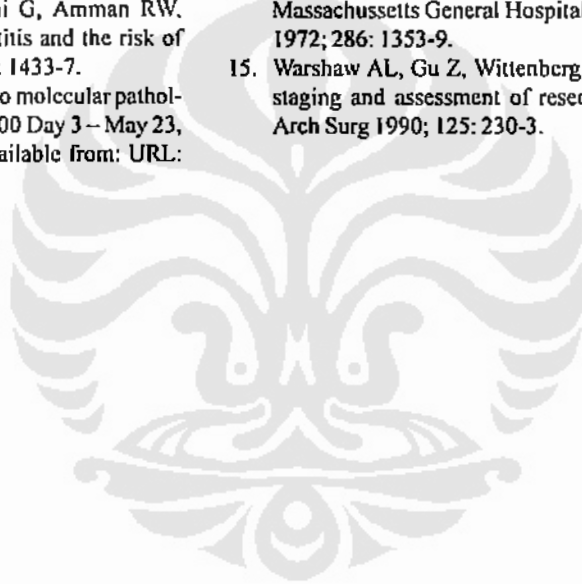 i G, Amman RW.
titis and the risk of
1433-7.
o molecular pathol-
00 Day 3 – May 23,
ailable from: URL:
Massachussetts General Hospital
1972; 286: 1353-9.
15. Warshaw AL, Gu Z, Wittenberg
staging and assessment of resec
Arch Surg 1990; 125: 230-3.